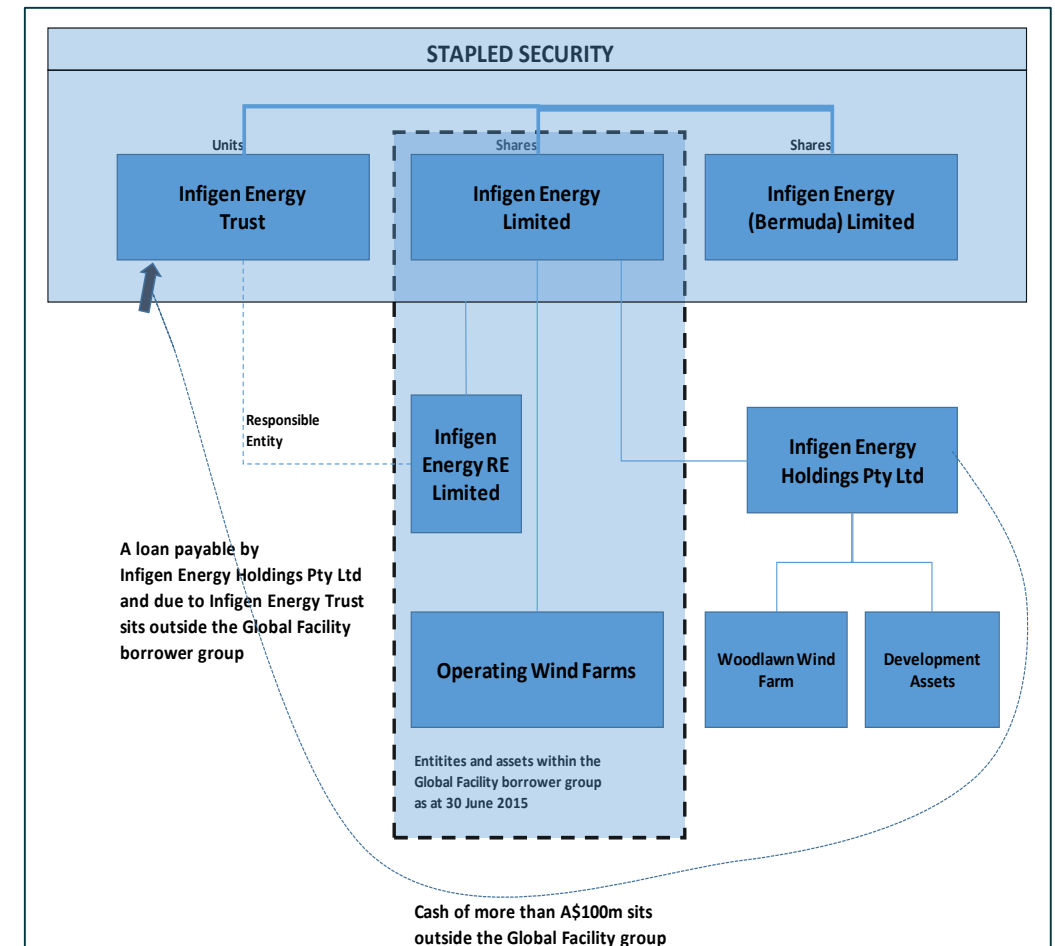 STAPLED SECURITY
Units
Shares
Shares
Infigen Energy
Trust
Infigen Energy
Limited
Infigen Energy
(Bermuda) Limited
Responsible
Entity
Infigen
Energy RE
Limited
Infigen Energy
Holdings Pty Ltd
A loan payable by
Infigen Energy Holdings Pty Ltd
and due to Infigen Energy Trust
sits outside the Global Facility
borrower group
Operating Wind Farms
Woodlawn Wind
Farm
Development
Assets
Entitites and assets within the
Global Facility borrower group
as at 30 June 2015
Cash of more than A$100m sits
outside the Global Facility group